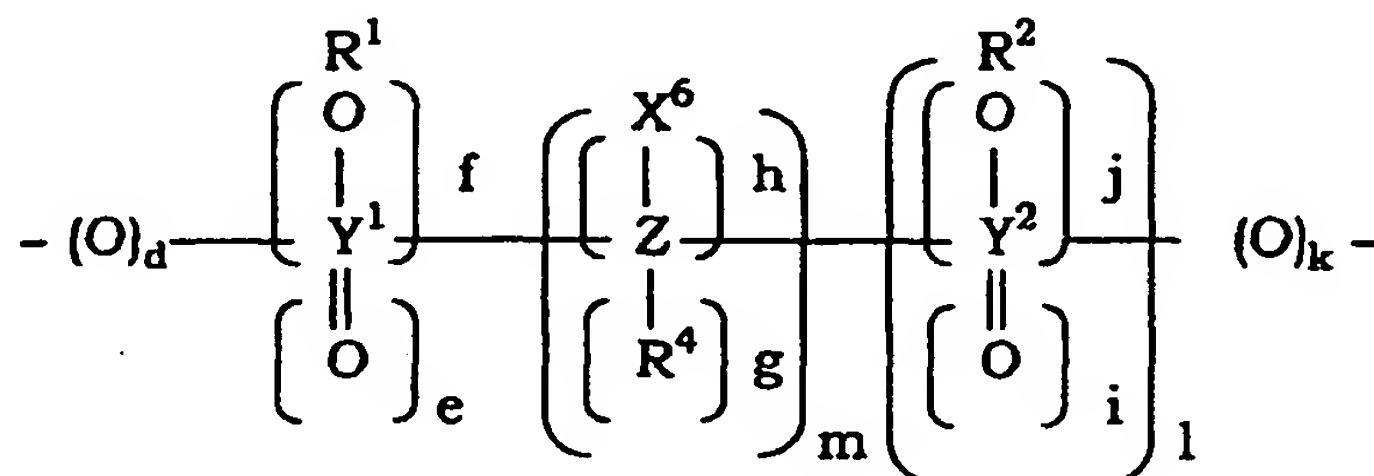 R¹ R²
O X⁶ O
f h j
– (O)d Y¹ Z Y² (O)k –
O R⁴ g O
e i
m l